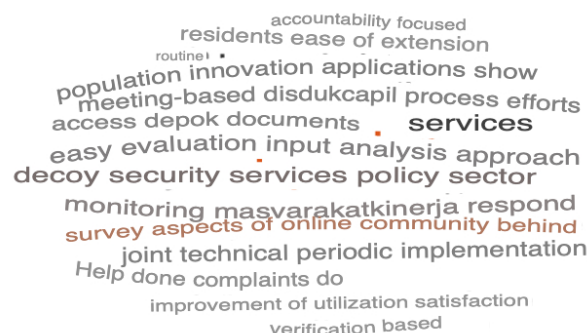 accountability focused
residents ease of extension
routine
population innovation applications show
meeting-based disdukcapil process efforts
access depok documents services
easy evaluation input analysis approach
decoy security services policy sector
monitoring masyarakatkinerja respond
survey aspects of online community behind
joint technical periodic implementation
Help done complaints do
improvement of utilization satisfaction
verification based